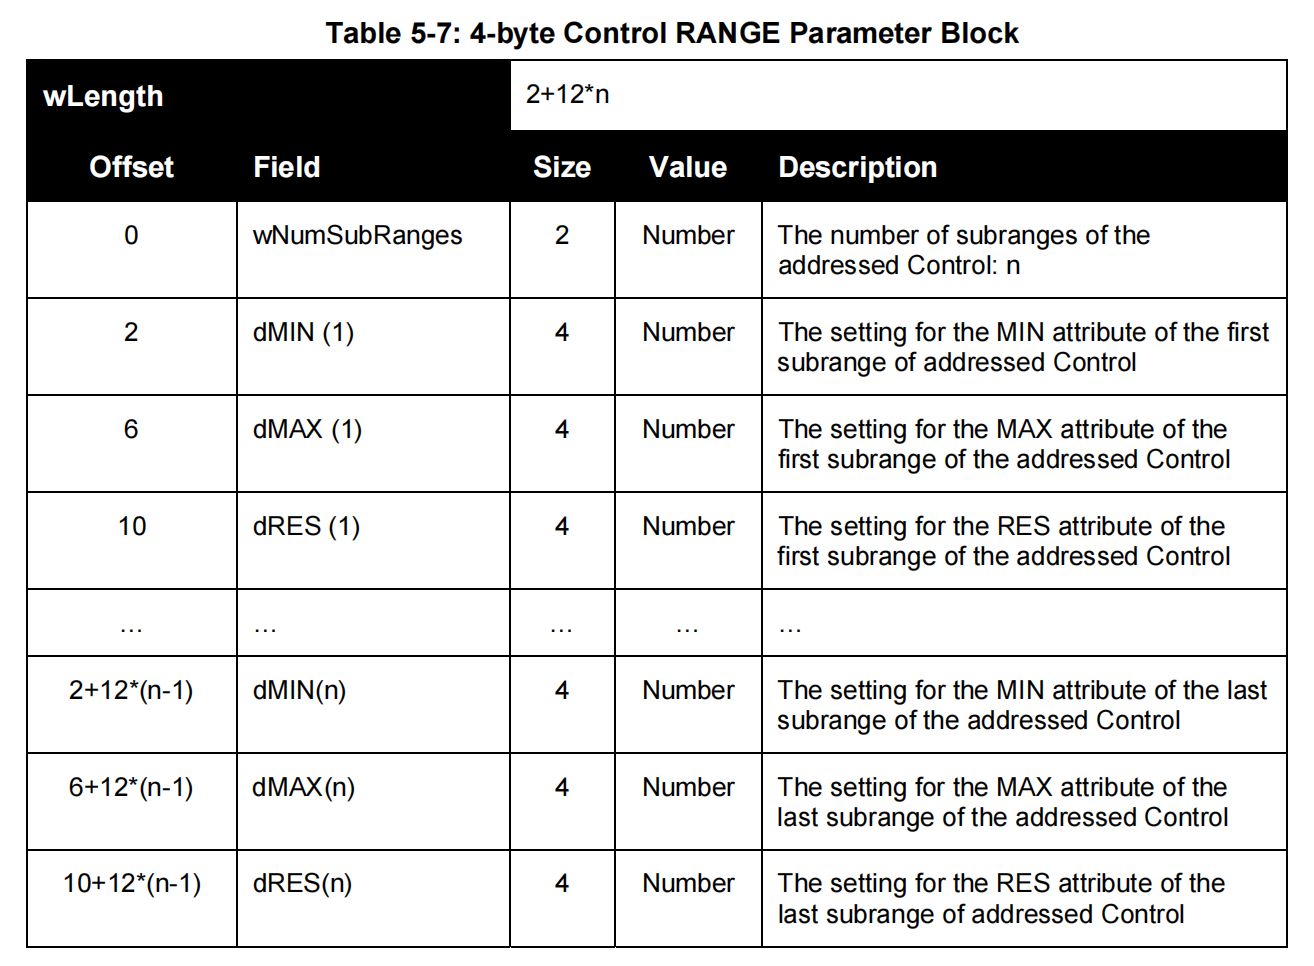 Table 5-7: 4-byte Control RANGE Parameter Block
wLength 2+12*n
Offset Field Size Value Description
0 wNumSubRanges 2 Number The number of subranges of the
addressed Control: n
2 dMIN (1) 4 Number The setting for the MIN attribute of the first
subrange of addressed Control
6 dMAX (1) 4 Number The setting for the MAX attribute of the
first subrange of the addressed Control
10 dRES (1) 4 Number The setting for the RES attribute of the
first subrange of the addressed Control
… … … … …
2+12*(n-1) dMIN(n) 4 Number The setting for the MIN attribute of the last
subrange of the addressed Control
6+12*(n-1) dMAX(n) 4 Number The setting for the MAX attribute of the
last subrange of the addressed Control
10+12*(n-1) dRES(n) 4 Number The setting for the RES attribute of the
last subrange of addressed Control